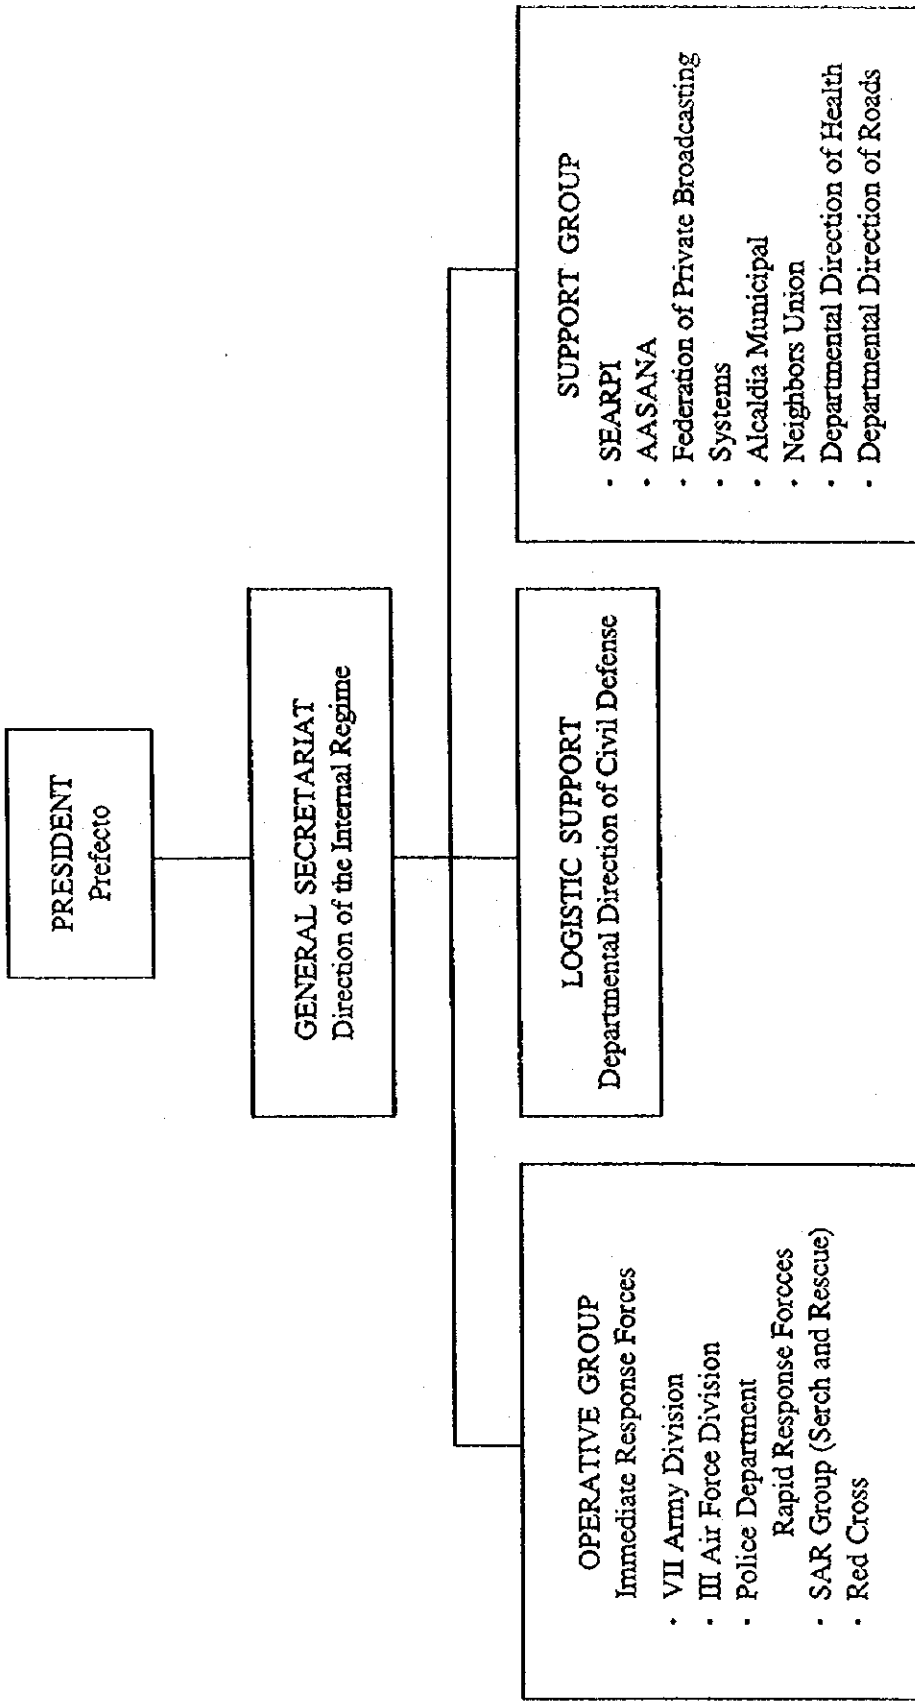 PRESIDENT
Prefecto
GENERAL SECRETARIAT
Direction of the Internal Regime
OPERATIVE GROUP
Immediate Response Forces
· VII Army Division
· III Air Force Division
· Police Department
Rapid Response Forcces
· SAR Group (Serch and Rescue)
· Red Cross
LOGISTIC SUPPORT
Departmental Direction of Civil Defense
SUPPORT GROUP
· SEARPI
· AASANA
· Federation of Private Broadcasting
· Systems
· Alcaldia Municipal
· Neighbors Union
· Departmental Direction of Health
· Departmental Direction of Roads